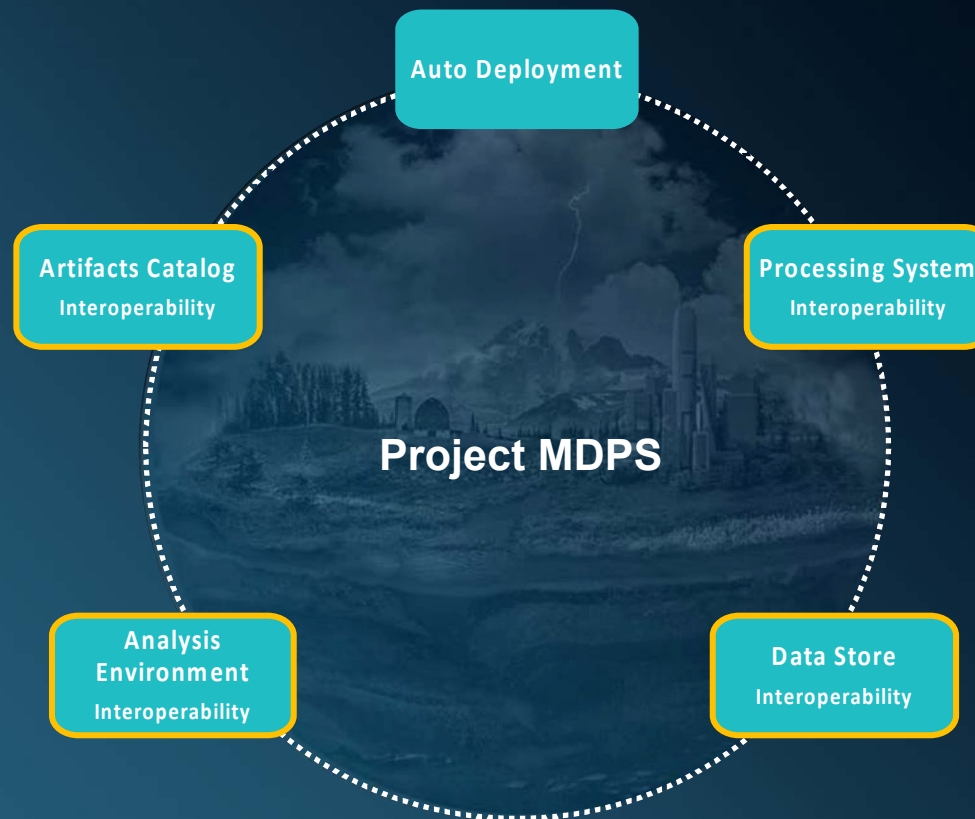 Auto Deployment
Artifacts Catalog
Interoperability
Processing System
Interoperability
Project MDPS
Analysis
Environment
Interoperability
Data Store
Interoperability